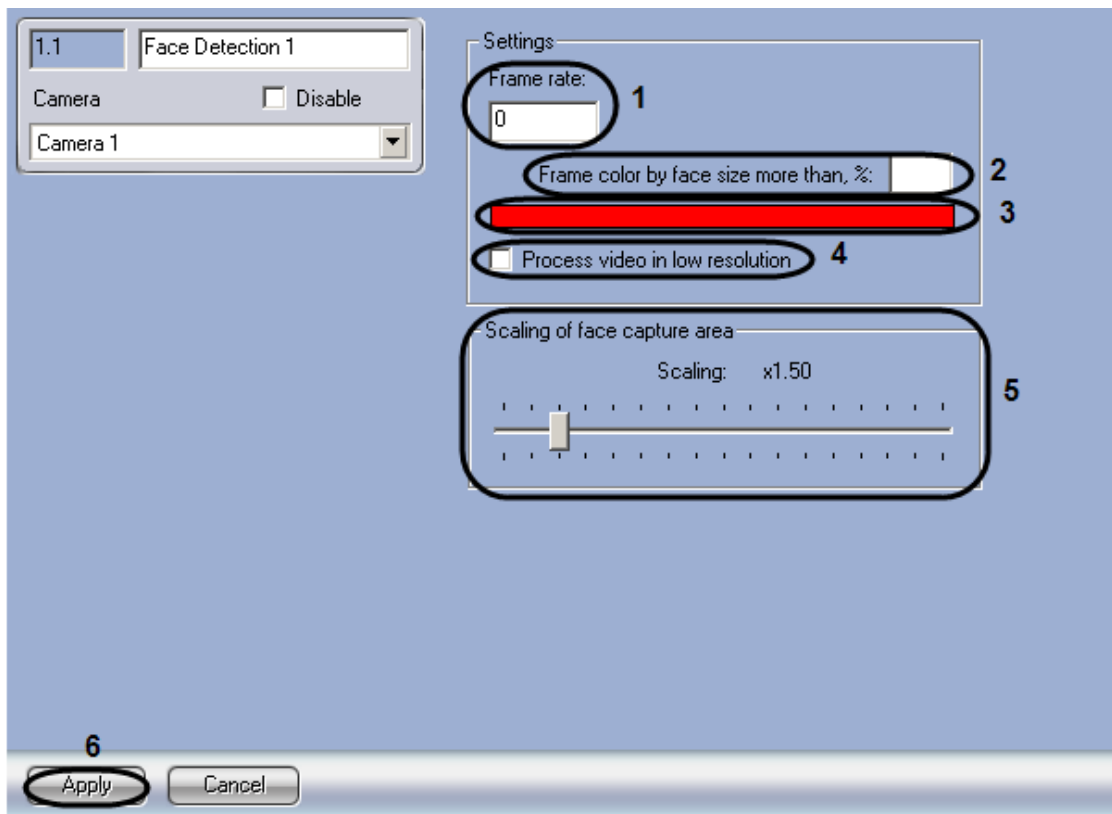 1.1
Face Detection 1
Camera
Disable
Camera 1
Settings
Frame rate:
1
0
Frame color by face size more than, %:
2
3
Process video in low resolution
4
Scaling of face capture area
Scaling: x1.50
5
6
Apply
Cancel